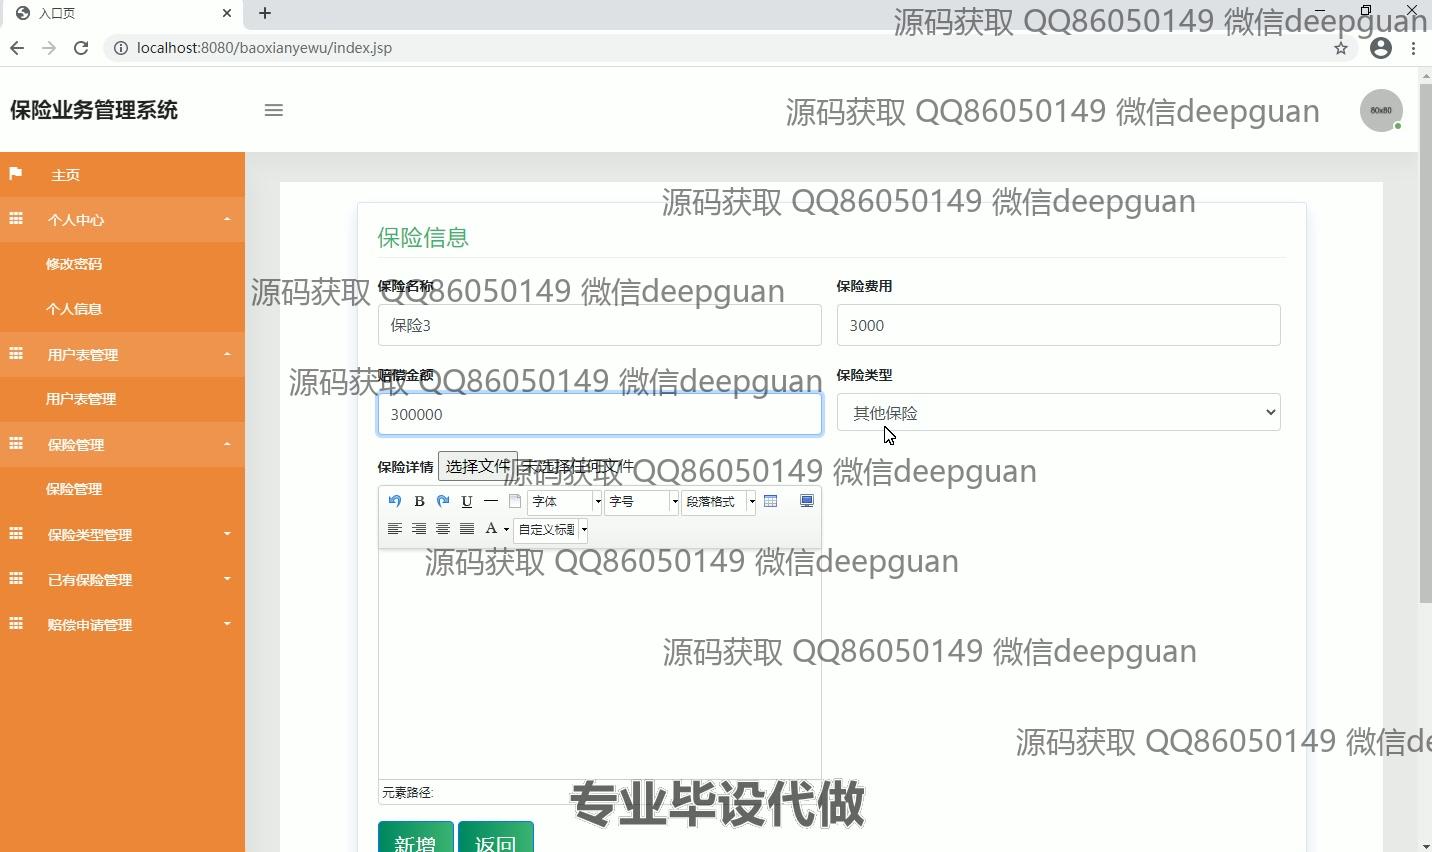 入口页
源码获取 QQ86050149 微信deepguan
localhost:8080/baoxianyewu/index.jsp
保险业务管理系统
源码获取 QQ86050149 微信deepguan
80x80
主页
个人中心
修改密码
个人信息
用户表管理
用户表管理
保险管理
保险管理
保险类型管理
已有保险管理
赔偿申请管理
源码获取 QQ86050149 微信deepguan
保险信息
源码获取 QQ86050149 微信deepguan
保险名称
保险费用
保险3
3000
源码获取 QQ86050149 微信deepguan
赔偿金额
保险类型
300000
其他保险
保险详情 选择文件 未选择任何文件
源码获取 QQ86050149 微信deepguan
B U 字体 字号 段落格式
A 自定义标题
源码获取 QQ86050149 微信deepguan
源码获取 QQ86050149 微信deepguan
源码获取 QQ86050149 微信de
元素路径:
专业毕设代做
新增 返回